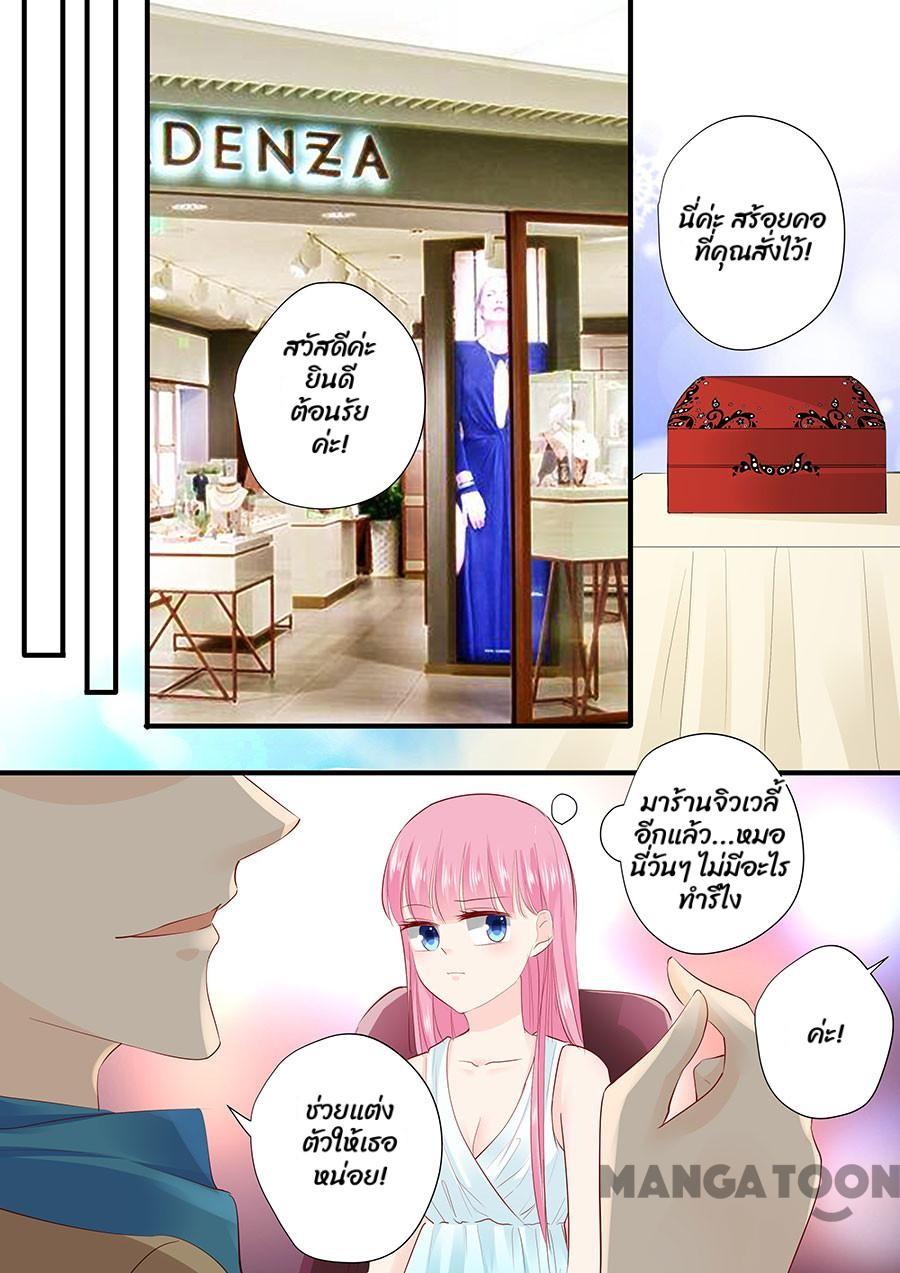 ADENZA
สวัสดีค่ะ
ยินดี
ต้อนรัย
ค่ะ!
นี่ค่ะ สร้อยคอ
ที่คุณสั่งไว้!
มาร้านจิวเวลี้
อีกแล้ว...หมอ
นี่วันๆ ไม่มีอะไร
ทำรึไง
ค่ะ!
ช่วยแต่ง
ตัวให้เธอ
หน่อย!
MANGATOON